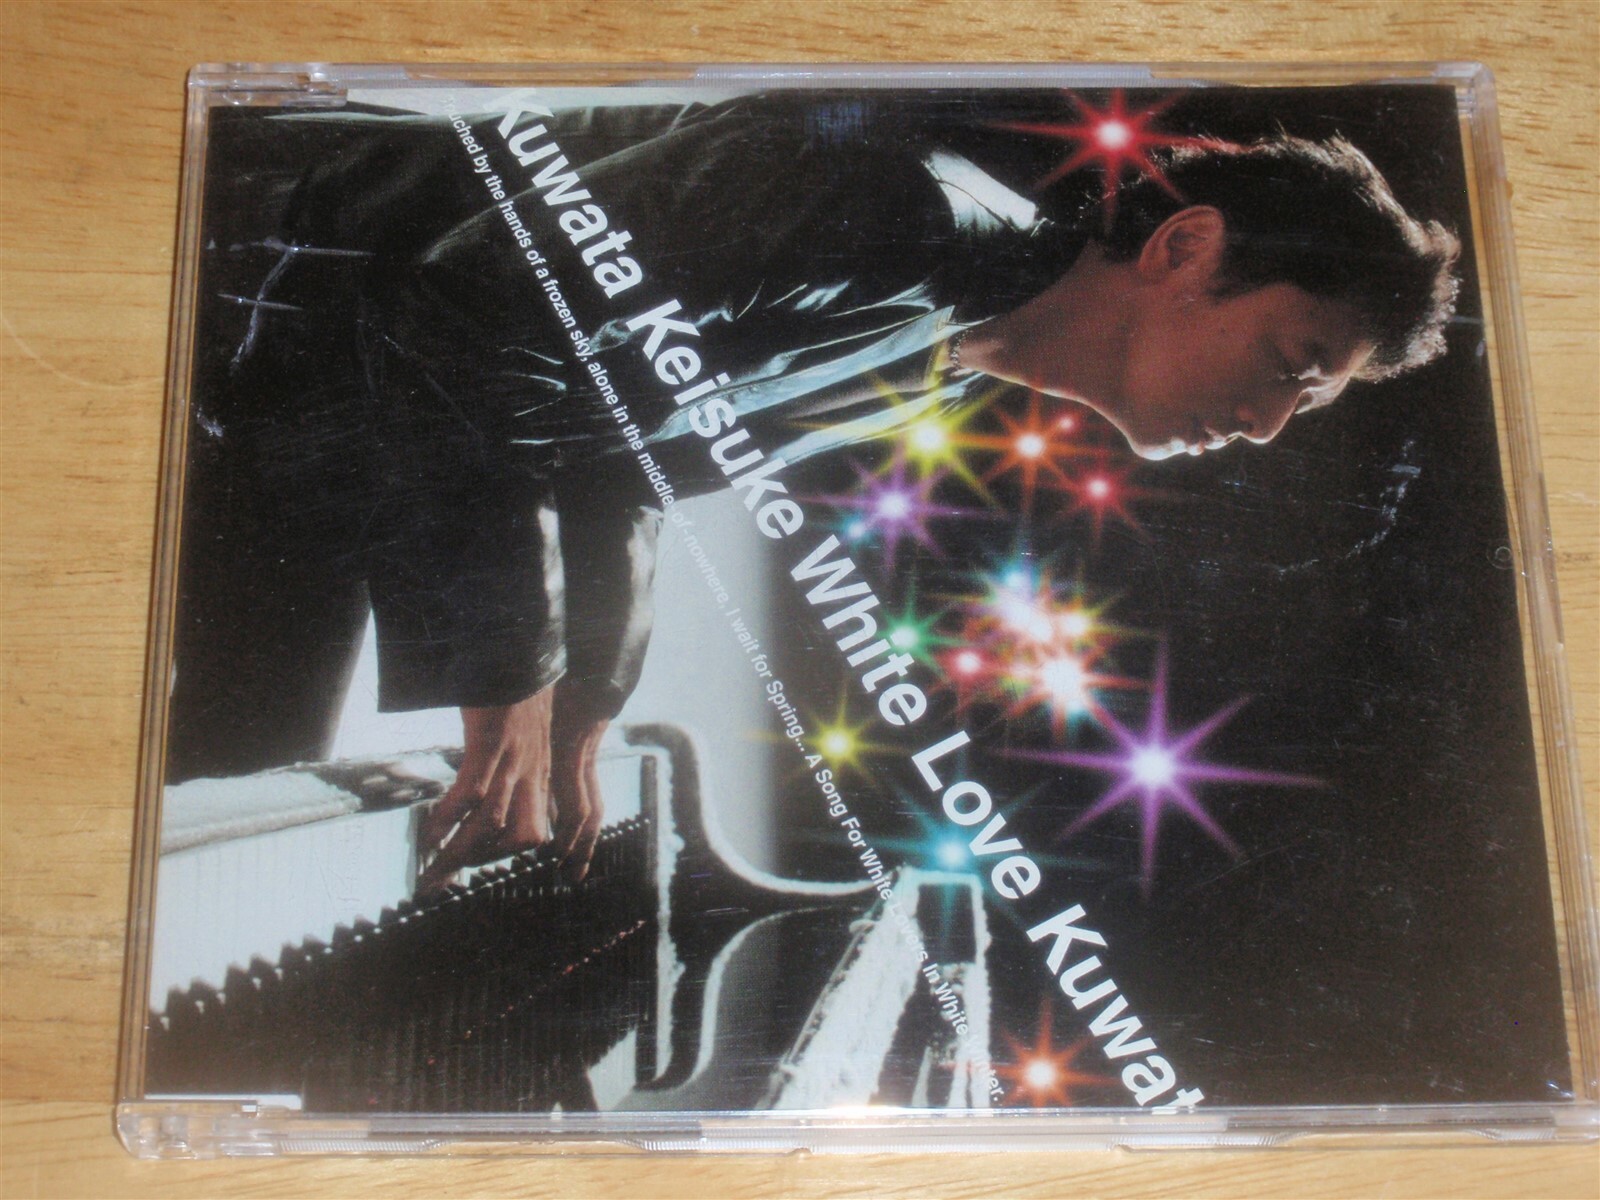 Kuwata Keisuke White Love Kuwat
touched by the hands of a frozen sky, alone in the middle-of-nowhere, I wait for Spring... A Song For White Lovers In White Winter.